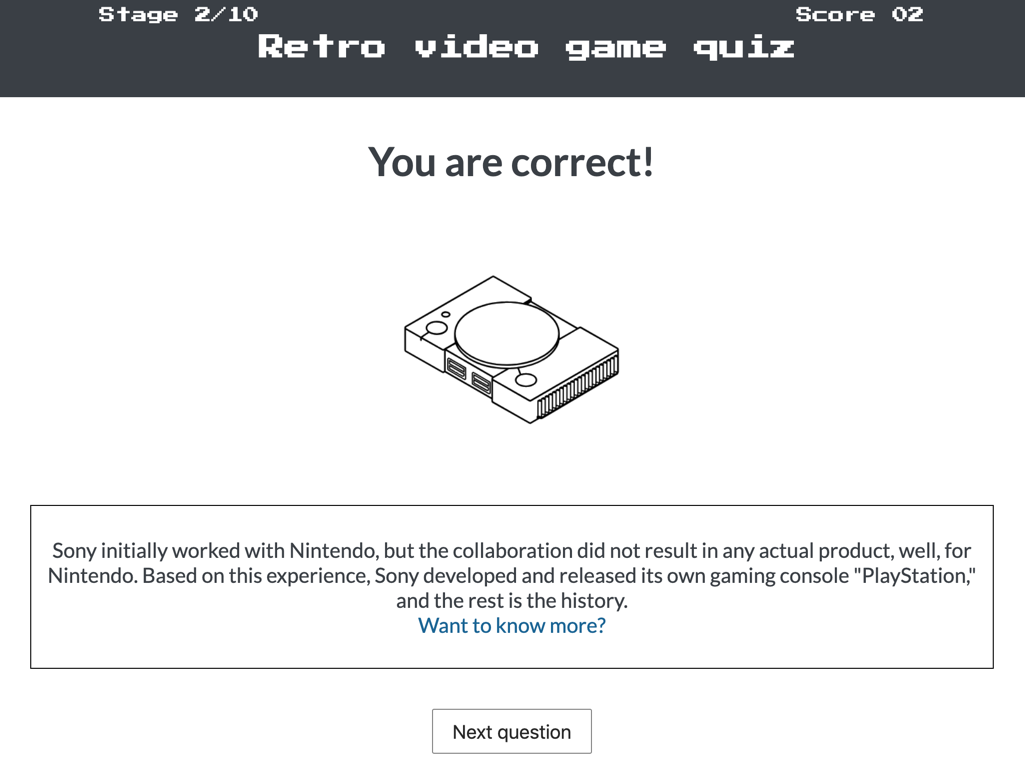 Stage 2/10
Score 02
Retro video game quiz
You are correct!
Sony initially worked with Nintendo, but the collaboration did not result in any actual product, well, for
Nintendo. Based on this experience, Sony developed and released its own gaming console "PlayStation,"
and the rest is the history.
Want to know more?
Next question